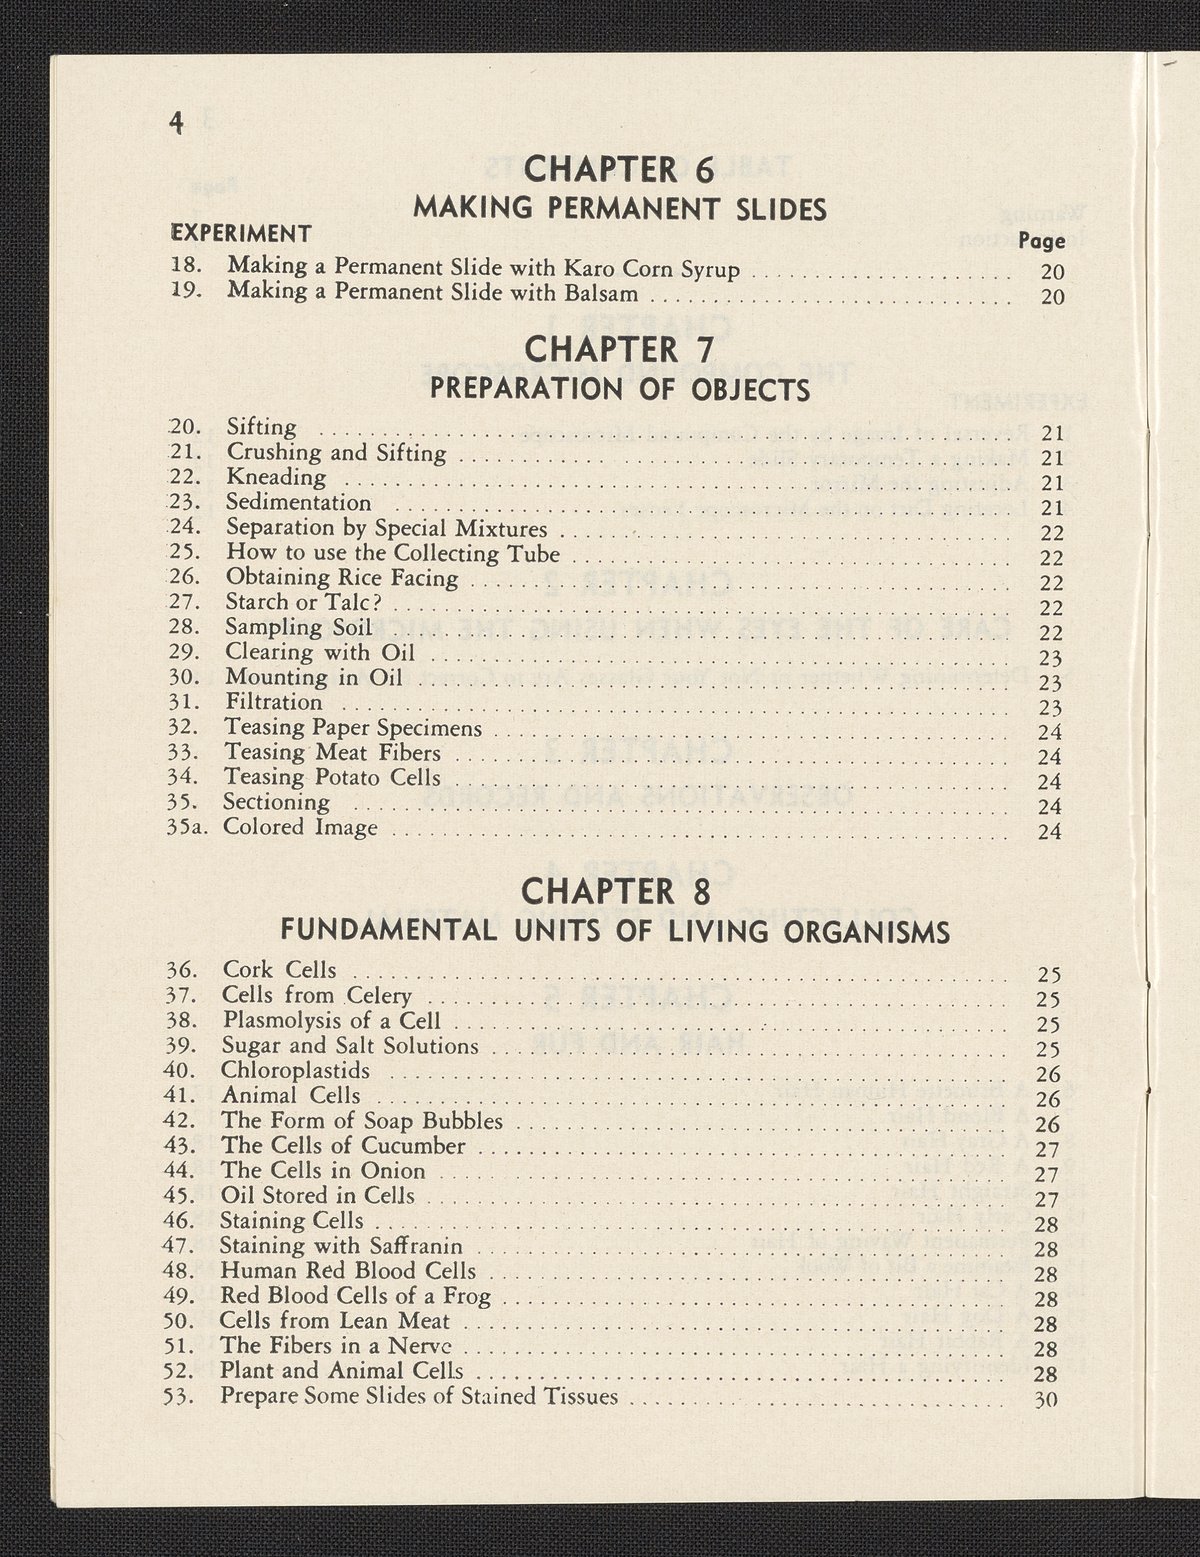 4
CHAPTER 6
MAKING PERMANENT SLIDES
EXPERIMENT Page
18. Making a Permanent Slide with Karo Corn Syrup 20
19. Making a Permanent Slide with Balsam 20
CHAPTER 7
PREPARATION OF OBJECTS
20. Sifting 21
21. Crushing and Sifting 21
22. Kneading 21
23. Sedimentation 21
24. Separation by Special Mixtures 22
25. How to use the Collecting Tube 22
26. Obtaining Rice Facing 22
27. Starch or Talc? 22
28. Sampling Soil 22
29. Clearing with Oil 23
30. Mounting in Oil 23
31. Filtration 23
32. Teasing Paper Specimens 24
33. Teasing Meat Fibers 24
34. Teasing Potato Cells 24
35. Sectioning 24
35a. Colored Image 24
CHAPTER 8
FUNDAMENTAL UNITS OF LIVING ORGANISMS
36. Cork Cells 25
37. Cells from Celery 25
38. Plasmolysis of a Cell 25
39. Sugar and Salt Solutions 25
40. Chloroplastids 26
41. Animal Cells 26
42. The Form of Soap Bubbles 26
43. The Cells of Cucumber 27
44. The Cells in Onion 27
45. Oil Stored in Cells 27
46. Staining Cells 28
47. Staining with Saffranin 28
48. Human Red Blood Cells 28
49. Red Blood Cells of a Frog 28
50. Cells from Lean Meat 28
51. The Fibers in a Nerve 28
52. Plant and Animal Cells 28
53. Prepare Some Slides of Stained Tissues 30